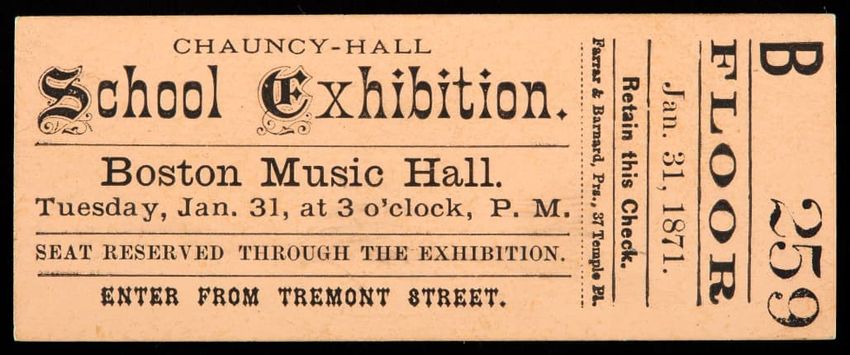 CHAUNCY-HALL
School Exhibition.
Boston Music Hall.
Tuesday, Jan. 31, at 3 o'clock, P. M.
SEAT RESERVED THROUGH THE EXHIBITION.
ENTER FROM TREMONT STREET.
B 259
FLOOR
Jan. 31, 1871.
Retain this Check.
Farrar & Barnard, Prs., 37 Temple Pl.